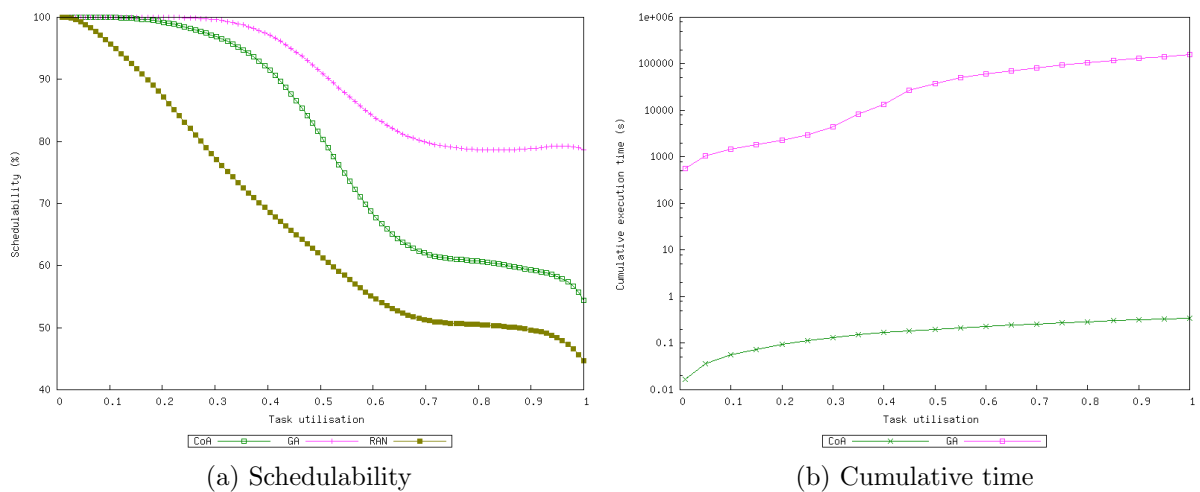 100
90
80
70
60
50
40
Schedulability (%)
0 0.1 0.2 0.3 0.4 0.5 0.6 0.7 0.8 0.9 1
Task utilisation
CoA GA RAN
(a) Schedulability
1e+006
100000
10000
1000
100
10
1
0.1
0.01
Cumulative execution time (s)
0 0.1 0.2 0.3 0.4 0.5 0.6 0.7 0.8 0.9 1
Task utilisation
CoA GA
(b) Cumulative time